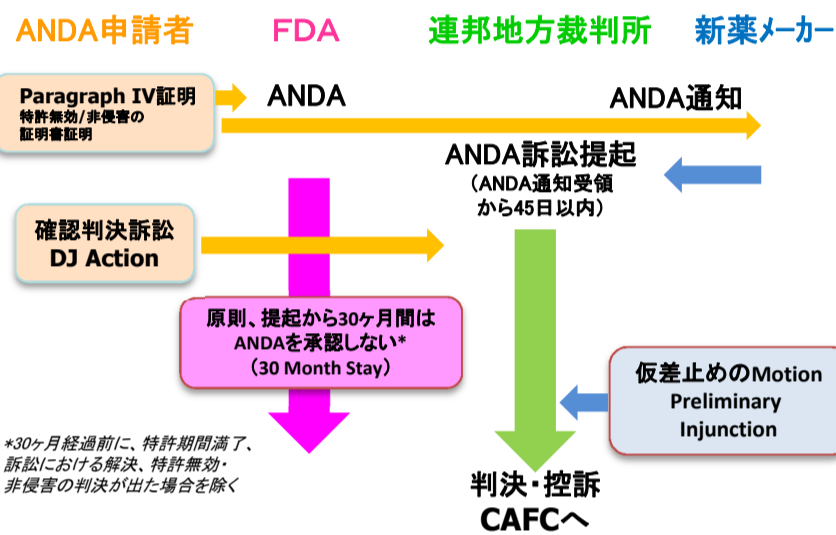 ANDA申請者
FDA
連邦地方裁判所
新薬メーカー
Paragraph IV証明
特許無効/非侵害の
証明書証明
ANDA
ANDA通知
ANDA訴訟提起
（ANDA通知受領
から45日以内）
確認判決訴訟
DJ Action
原則、提起から30ヶ月間は
ANDAを承認しない*
（30 Month Stay）
仮差止めのMotion
Preliminary
Injunction
*30ヶ月経過前に、特許期間満了、
訴訟における解決、特許無効・
非侵害の判決が出た場合を除く
判決・控訴
CAFCへ